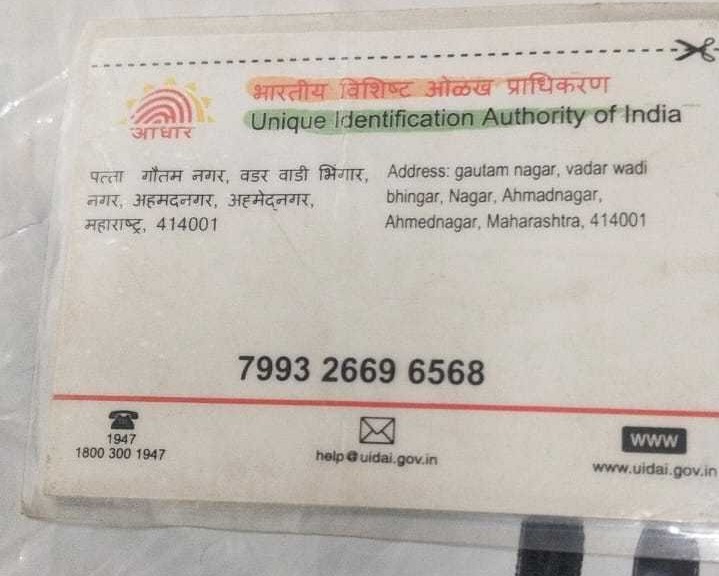 भारतीय विशिष्ट ओळख प्राधिकरण
Unique Identification Authority of India
आधार
पत्ता गौतम नगर, वडर वाडी भिंगार,
नगर, अहमदनगर, अहमेदनगर,
महाराष्ट्र, 414001
Address: gautam nagar, vadar wadi
bhingar, Nagar, Ahmadnagar,
Ahmednagar, Maharashtra, 414001
7993 2669 6568
1947
1800 300 1947
help@uidai.gov.in
www
www.uidai.gov.in